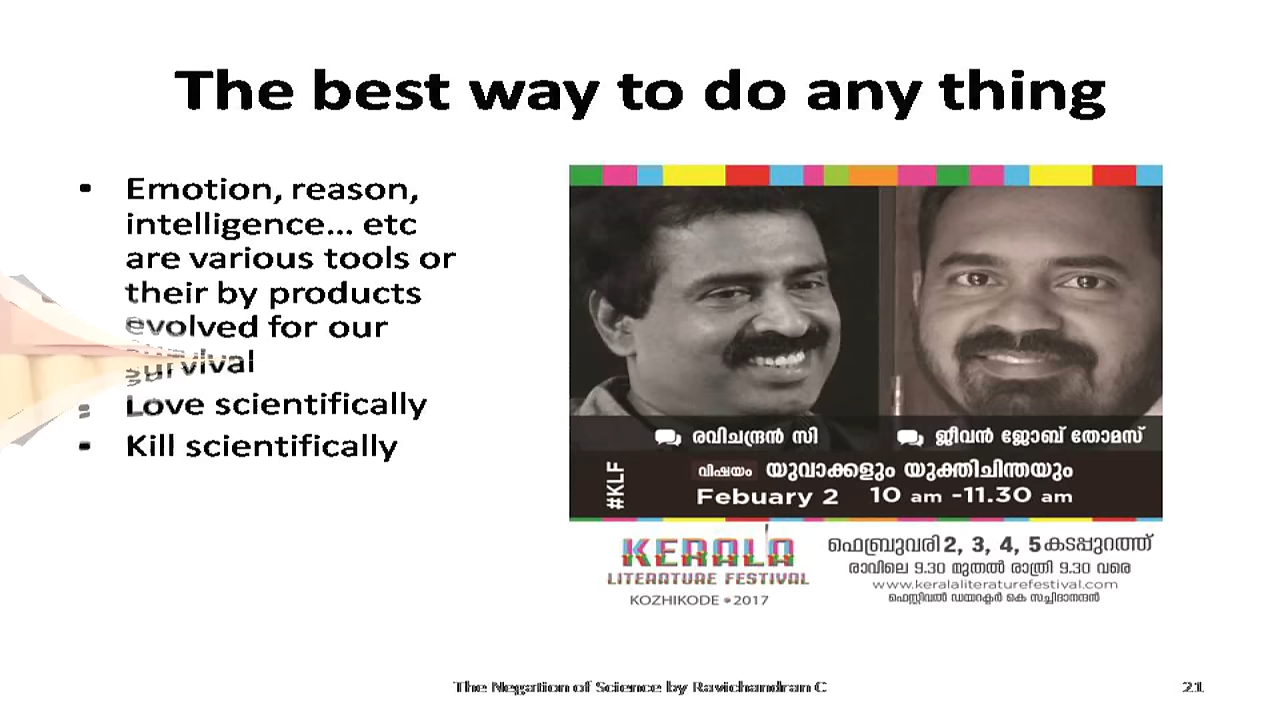 The best way to do any thing
Emotion, reason,
intelligence... etc
are various tools or
their by products
evolved for our
survival
Love scientifically
Kill scientifically
രവിചന്ദ്രൻ സി
ജീവൻ ജോബ് തോമസ്
#KLF
വിഷയം യുവാക്കളും യുക്തിചിന്തയും
Febuary 2 10 am -11.30 am
KERALA
LITERATURE FESTIVAL
KOZHIKODE • 2017
ഫെബ്രുവരി 2, 3, 4, 5 കടപ്പുറത്ത്
രാവിലെ 9.30 മുതൽ രാത്രി 9.30 വരെ
www.keralaliteraturefestival.com
ഫെസ്റ്റിവൽ ഡയറക്ടർ കെ സച്ചിദാനന്ദൻ
The Negation of Science by Ravichandran C
21